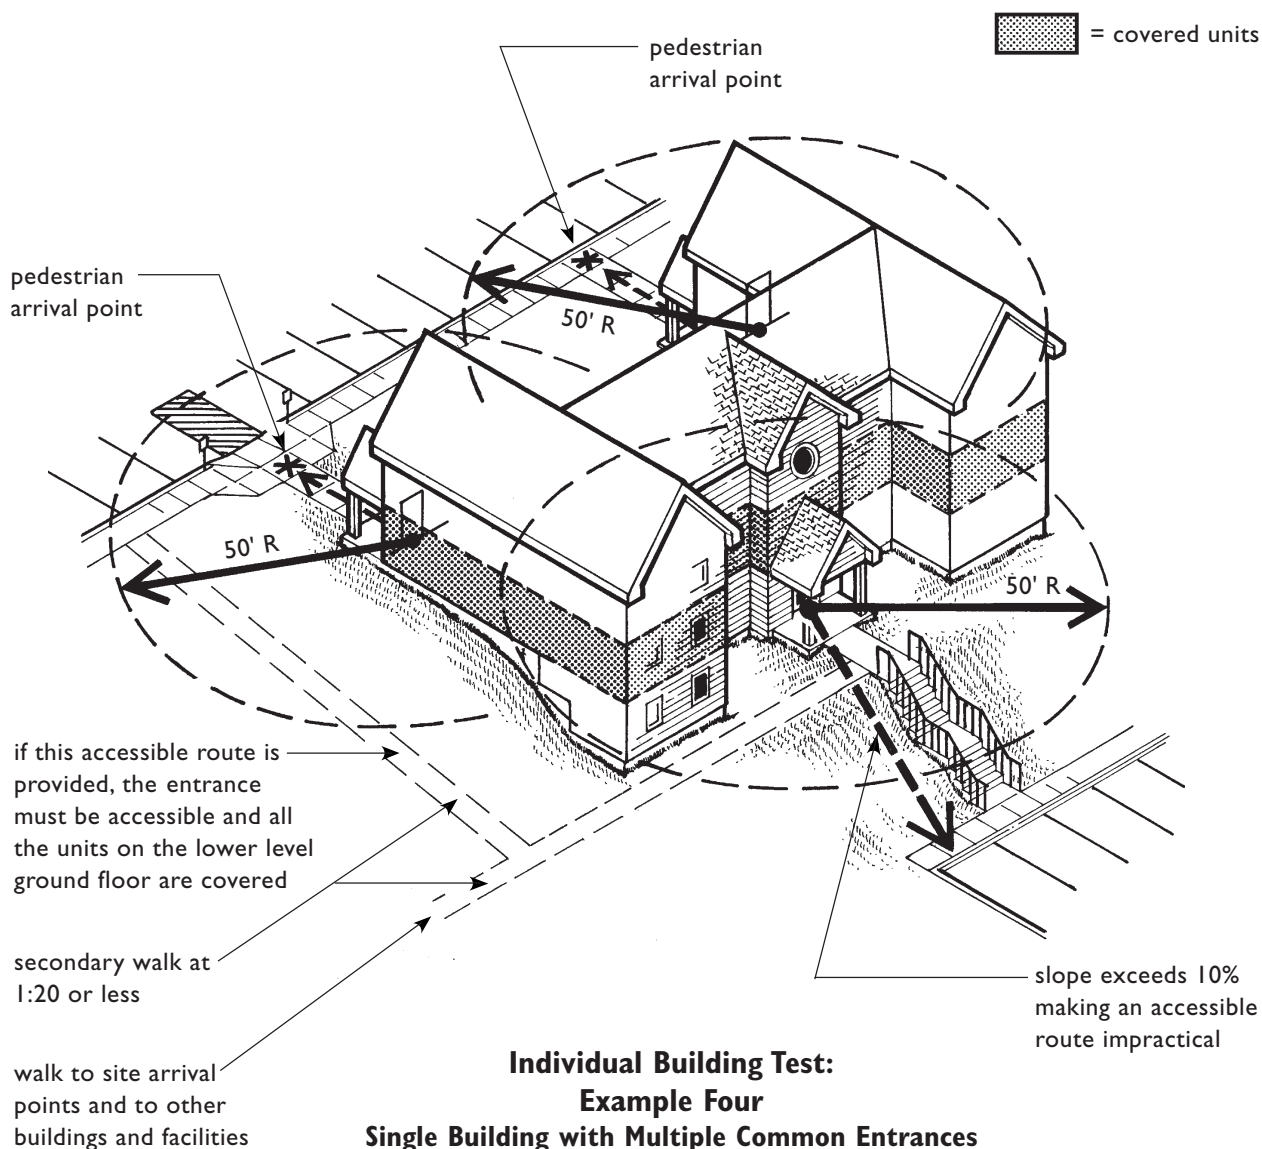 = covered units
pedestrian
arrival point
pedestrian
arrival point
50' R
50' R
50' R
if this accessible route is
provided, the entrance
must be accessible and all
the units on the lower level
ground floor are covered
secondary walk at
1:20 or less
walk to site arrival
points and to other
buildings and facilities
slope exceeds 10%
making an accessible
route impractical
Individual Building Test:
Example Four
Single Building with Multiple Common Entrances